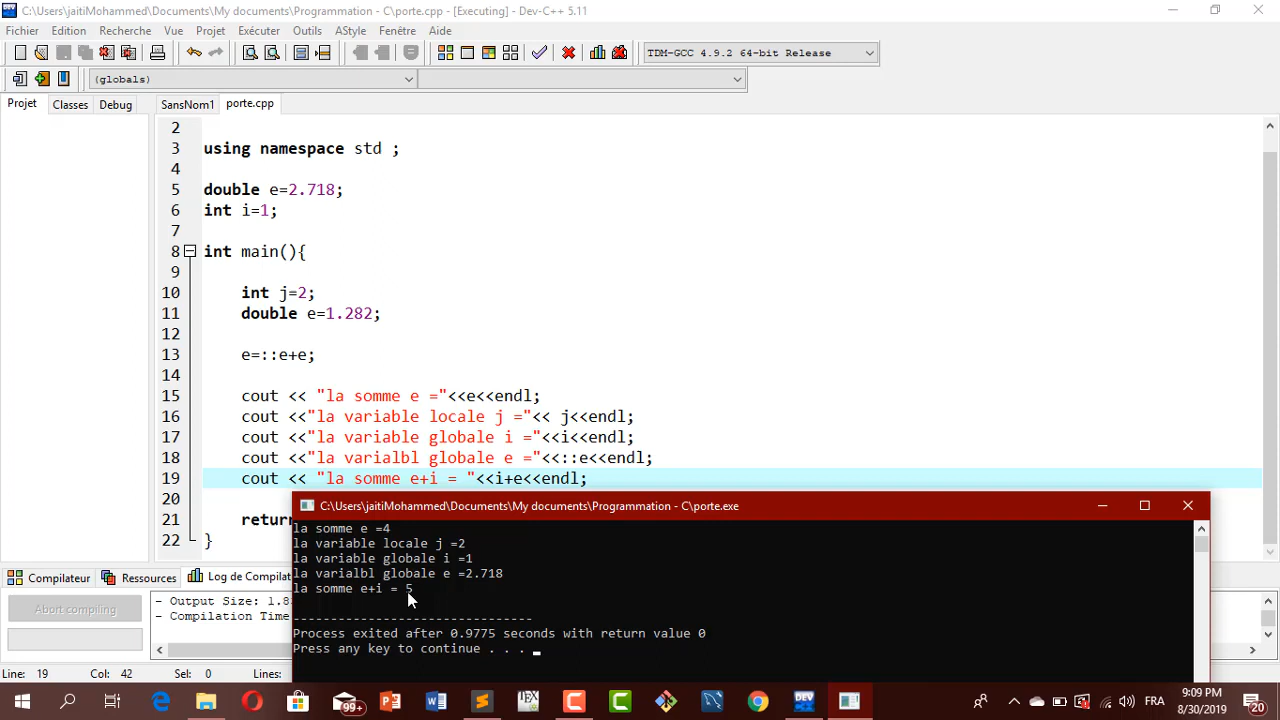 C:\Users\jaitiMohammed\Documents\My documents\Programmation - C\porte.cpp - [Executing] - Dev-C++ 5.11
Fichier Edition Recherche Vue Projet Exécuter Outils AStyle Fenêtre Aide
TDM-GCC 4.9.2 64-bit Release
(globals)
Projet Classes Debug SansNom1 porte.cpp
2
3 using namespace std ;
4
5 double e=2.718;
6 int i=1;
7
8 int main(){
9
10 int j=2;
11 double e=1.282;
12
13 e=::e+e;
14
15 cout << "la somme e ="<<e<<endl;
16 cout <<"la variable locale j ="<< j<<endl;
17 cout <<"la variable globale i ="<<i<<endl;
18 cout <<"la varialbl globale e ="<<::e<<endl;
19 cout << "la somme e+i = "<<i+e<<endl;
20
21 return
22 }
C:\Users\jaitiMohammed\Documents\My documents\Programmation - C\porte.exe
la somme e =4
la variable locale j =2
la variable globale i =1
la varialbl globale e =2.718
la somme e+i = 5
--------------------------------
Process exited after 0.9775 seconds with return value 0
Press any key to continue . . .
Compilateur Ressources Log de Compilat
Abort compiling
- Output Size: 1.8
- Compilation Time
Line: 19 Col: 42 Sel: 0
DEV C++
99+
FRA
9:09 PM
8/30/2019
20